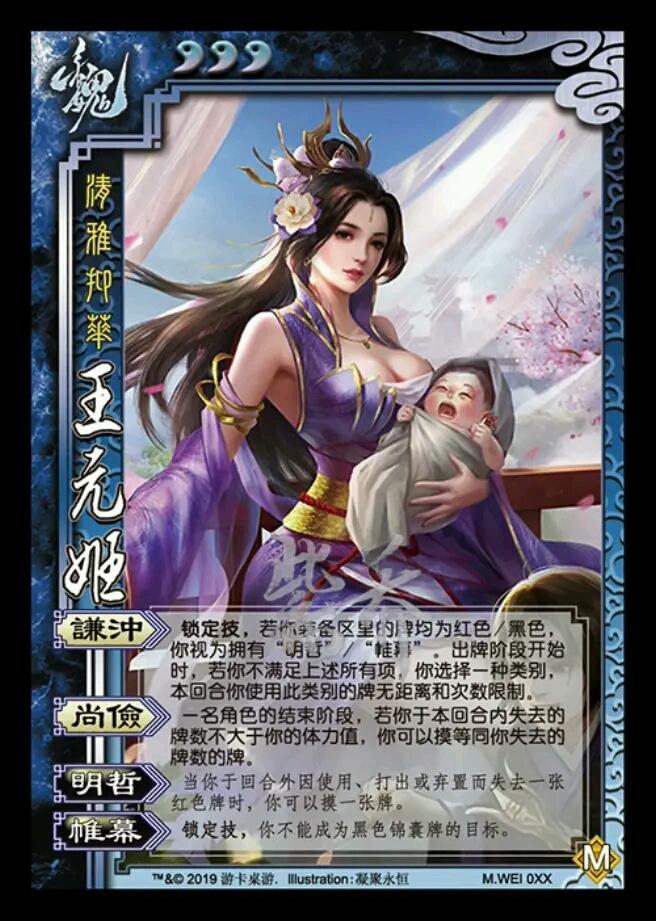 魏
清雅抑華
王元姬
謙沖
锁定技，若你装备区里的牌均为红色/黑色，
你视为拥有“明哲”/“帷幕”。出牌阶段开始
时，若你不满足上述所有项，你选择一种类别，
本回合你使用此类别的牌无距离和次数限制。
尚儉
一名角色的结束阶段，若你于本回合内失去的
牌数不大于你的体力值，你可以摸等同你失去的
牌数的牌。
明哲
当你于回合外因使用、打出或弃置而失去一张
红色牌时，你可以摸一张牌。
帷幕
锁定技，你不能成为黑色锦囊牌的目标。
™&© 2019 游卡桌游. Illustration:凝聚永恒
M.WEI 0XX
M